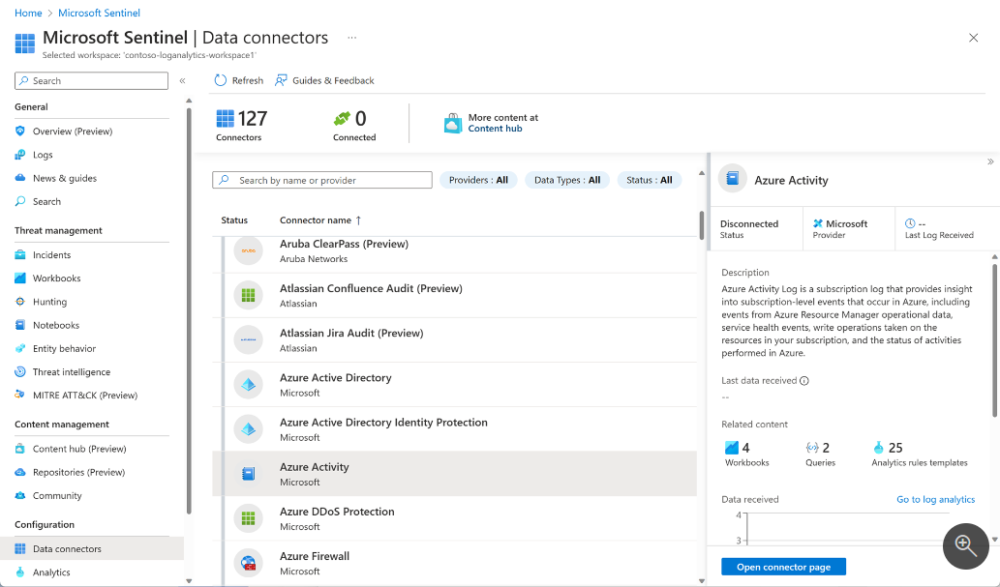 Home > Microsoft Sentinel
Microsoft Sentinel | Data connectors ...
Selected workspace: 'contoso-loganalytics-workspace1'
Search
«
General
Overview (Preview)
Logs
News & guides
Search
Threat management
Incidents
Workbooks
Hunting
Notebooks
Entity behavior
Threat intelligence
MITRE ATT&CK (Preview)
Content management
Content hub (Preview)
Repositories (Preview)
Community
Configuration
Data connectors
Analytics
Refresh
Guides & Feedback
127
Connectors
0
Connected
More content at
Content hub
Search by name or provider
Providers : All
Data Types : All
Status : All
Status
Connector name ↑
Aruba ClearPass (Preview)
Aruba Networks
Atlassian Confluence Audit (Preview)
Atlassian
Atlassian Jira Audit (Preview)
Atlassian
Azure Active Directory
Microsoft
Azure Active Directory Identity Protection
Microsoft
Azure Activity
Microsoft
Azure DDoS Protection
Microsoft
Azure Firewall
Microsoft
»
Azure Activity
Disconnected
Status
Microsoft
Provider
--
Last Log Received
Description
Azure Activity Log is a subscription log that provides insight
into subscription-level events that occur in Azure, including
events from Azure Resource Manager operational data,
service health events, write operations taken on the
resources in your subscription, and the status of activities
performed in Azure.
Last data received
--
Related content
4
Workbooks
2
Queries
25
Analytics rules templates
Data received
Go to log analytics
4
3
Open connector page